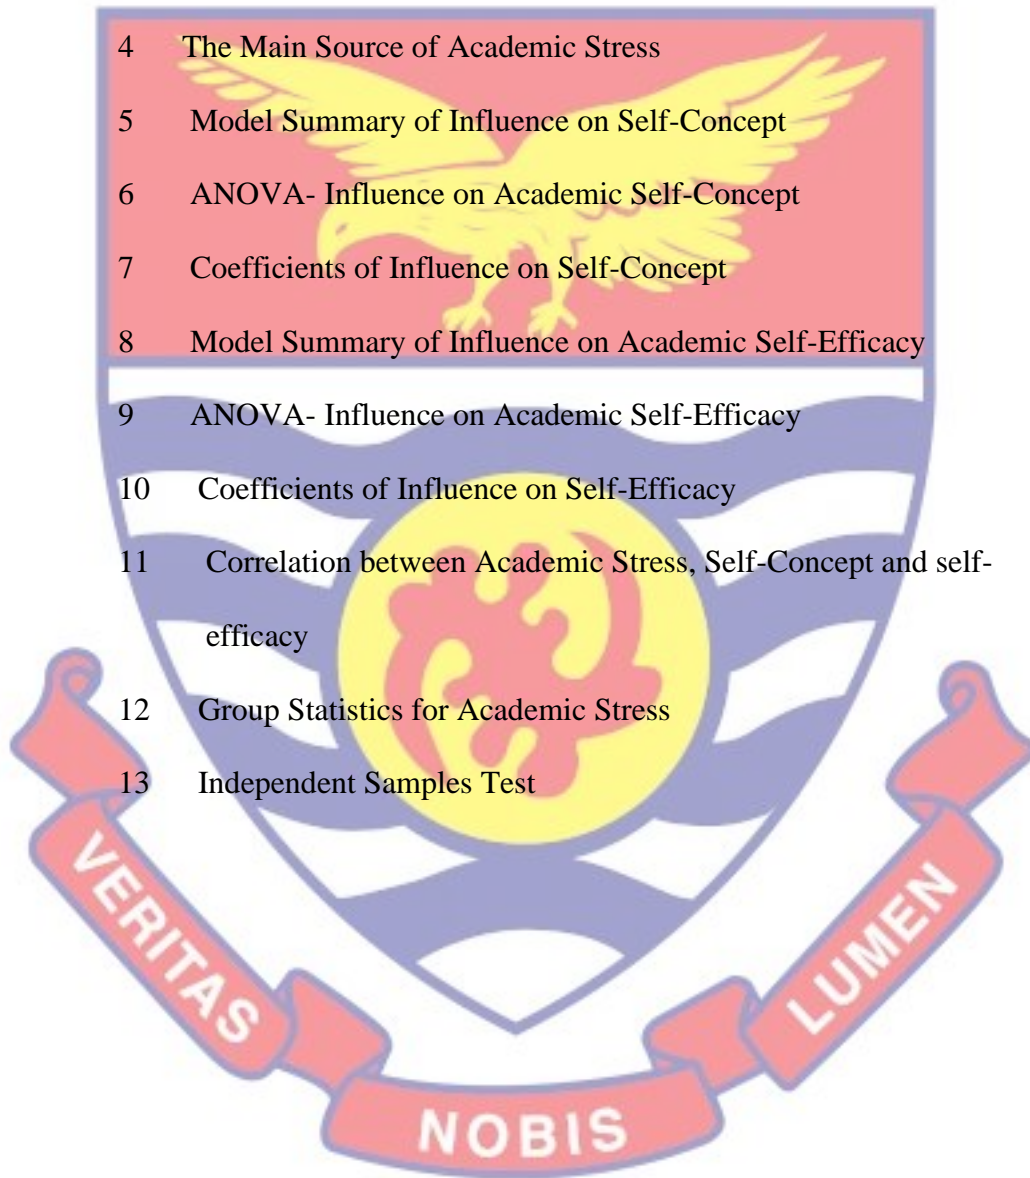 4 The Main Source of Academic Stress
5 Model Summary of Influence on Self-Concept
6 ANOVA- Influence on Academic Self-Concept
7 Coefficients of Influence on Self-Concept
8 Model Summary of Influence on Academic Self-Efficacy
9 ANOVA- Influence on Academic Self-Efficacy
10 Coefficients of Influence on Self-Efficacy
11 Correlation between Academic Stress, Self-Concept and self-
efficacy
12 Group Statistics for Academic Stress
13 Independent Samples Test
VERITAS
NOBIS
LUMEN